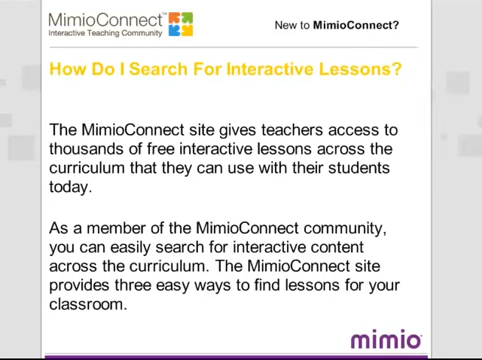 MimioConnect™
Interactive Teaching Community
New to MimioConnect?
How Do I Search For Interactive Lessons?
The MimioConnect site gives teachers access to
thousands of free interactive lessons across the
curriculum that they can use with their students
today.
As a member of the MimioConnect community,
you can easily search for interactive content
across the curriculum. The MimioConnect site
provides three easy ways to find lessons for your
classroom.
mimio